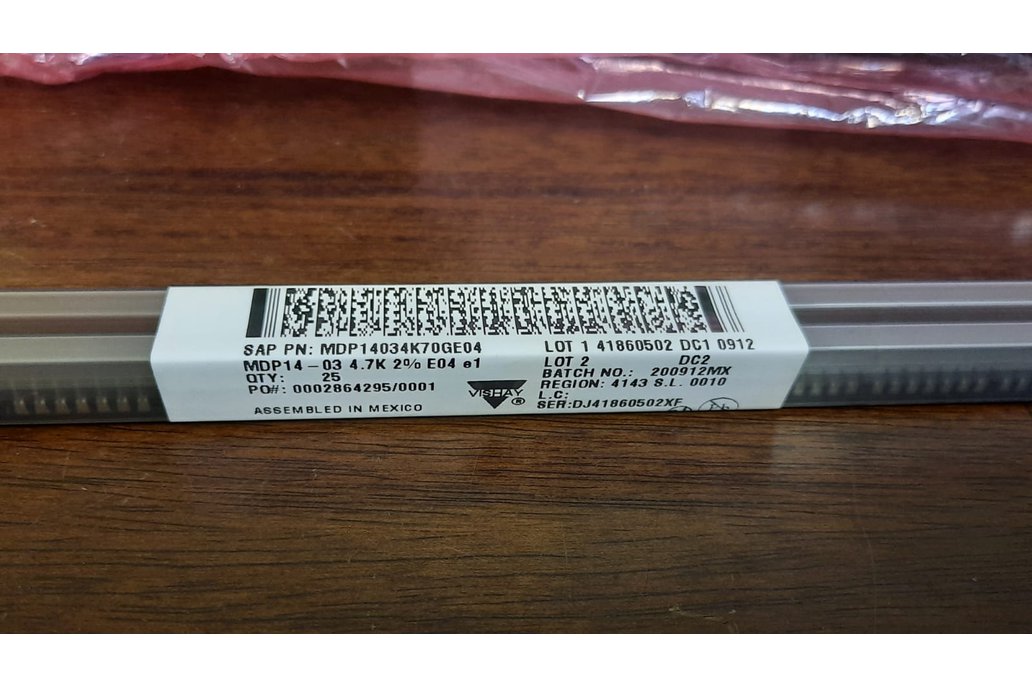 SAP PN: MDP14034K70GE04
MDP14-03 4.7K 2% E04 e1
QTY: 25
PO#: 0002864295/0001
ASSEMBLED IN MEXICO
VISHAY®
LOT 1 41860502 DC1 0912
LOT 2 DC2
BATCH NO.: 200912MX
REGION: 4143 S.L. 0010
L.C:
SER:DJ41860502XF